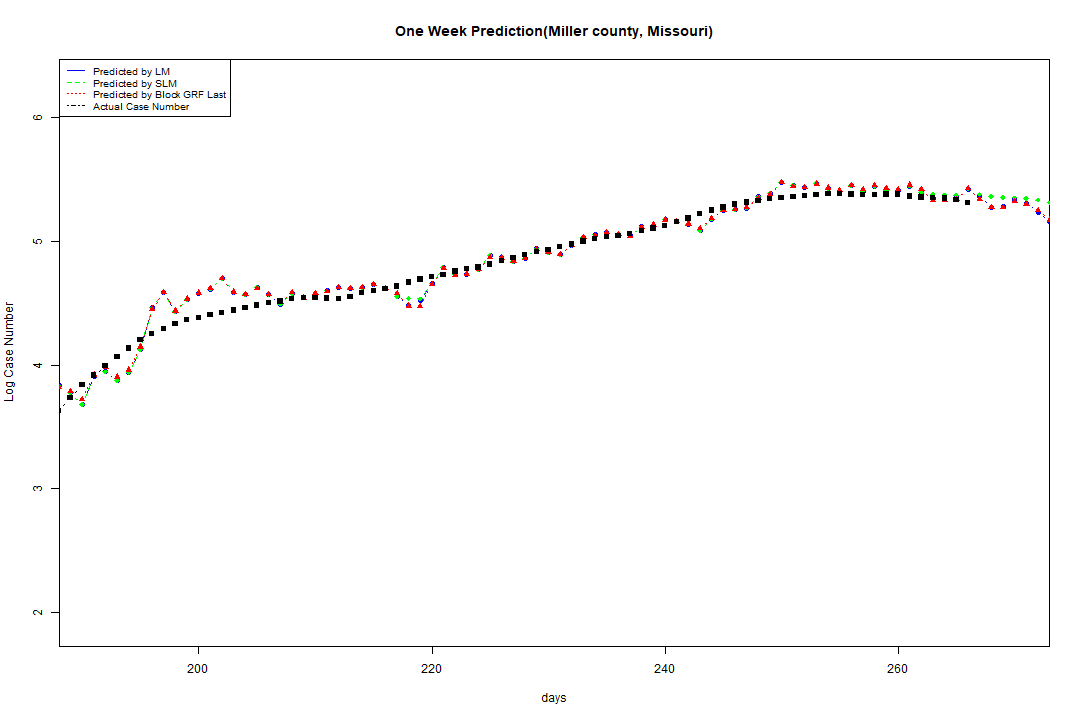 One Week Prediction(Miller county, Missouri)
Predicted by LM
Predicted by SLM
Predicted by Block GRF Last
Actual Case Number
6
5
4
3
2
Log Case Number
200 220 240 260
days